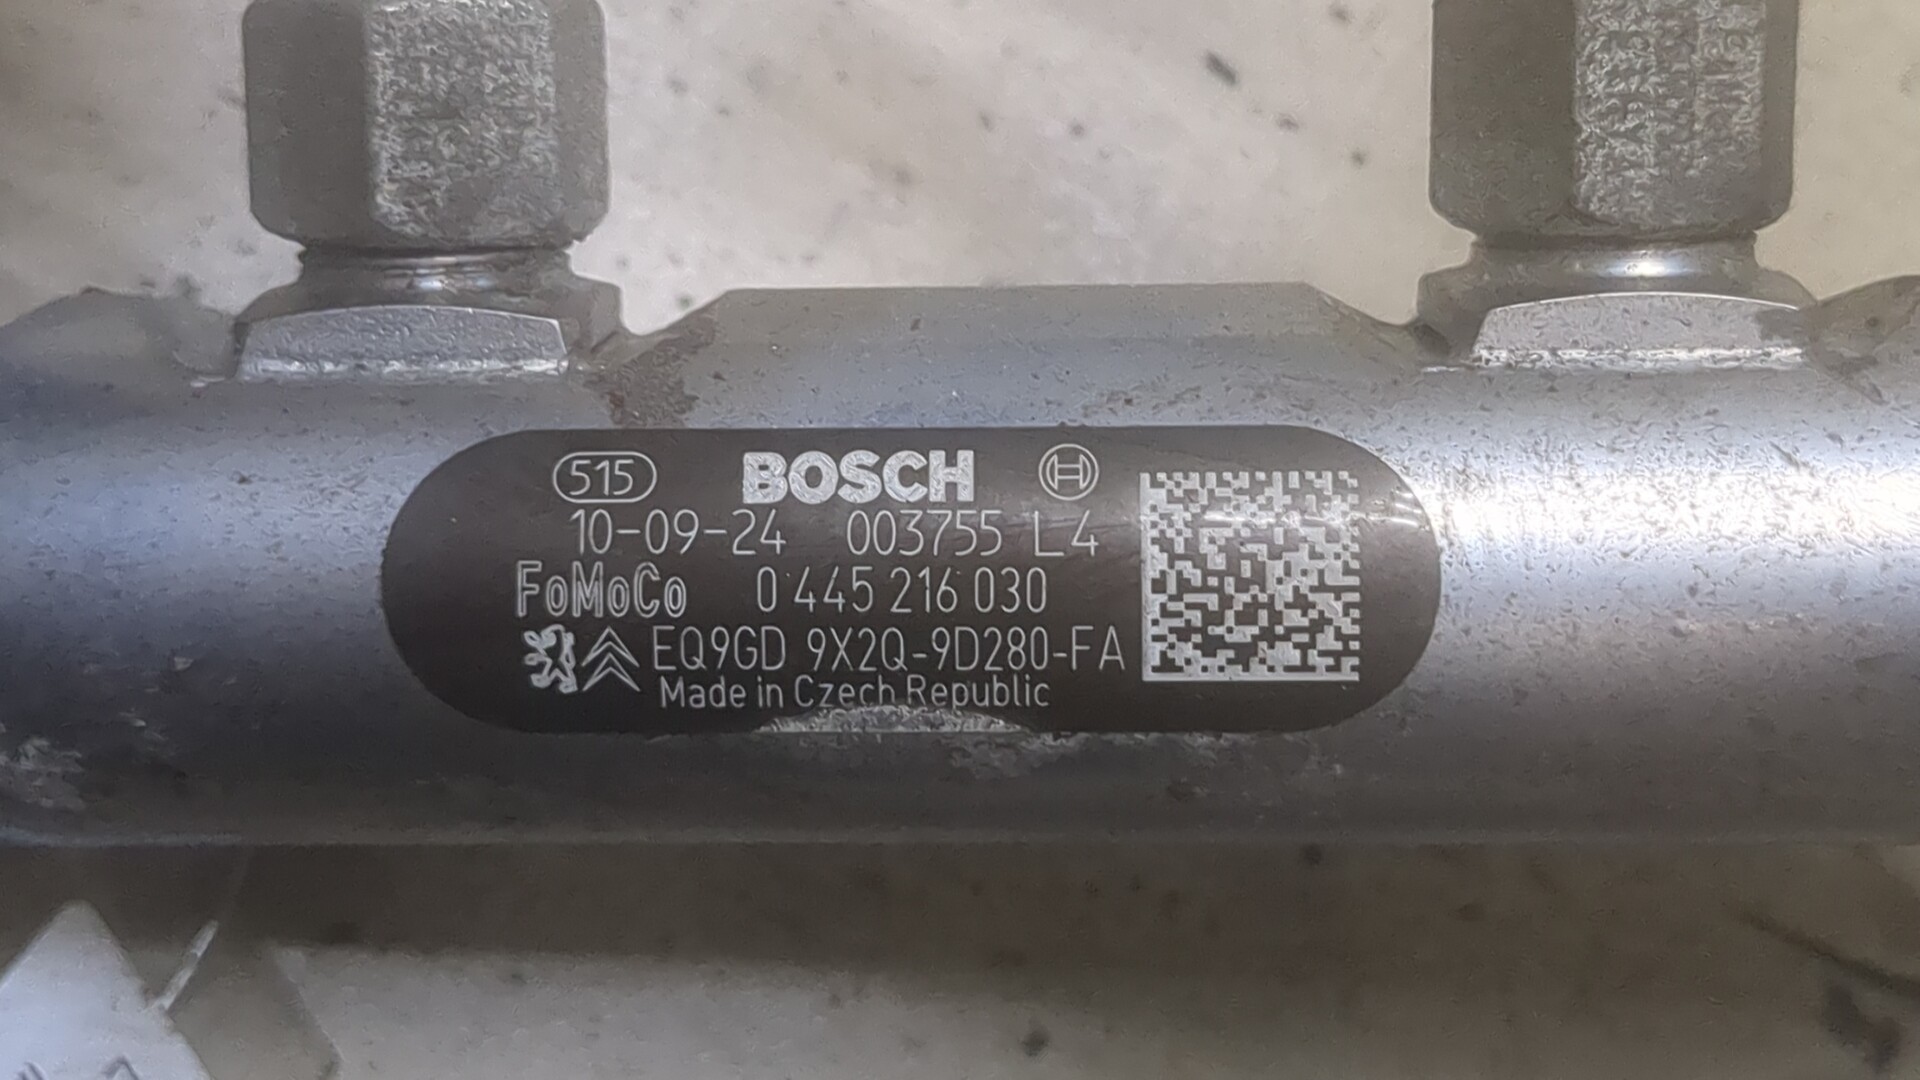 515 BOSCH
10-09-24 003755 L4
FoMoCo 0 445 216 030
EQ9GD 9X2Q-9D280-FA
Made in Czech Republic